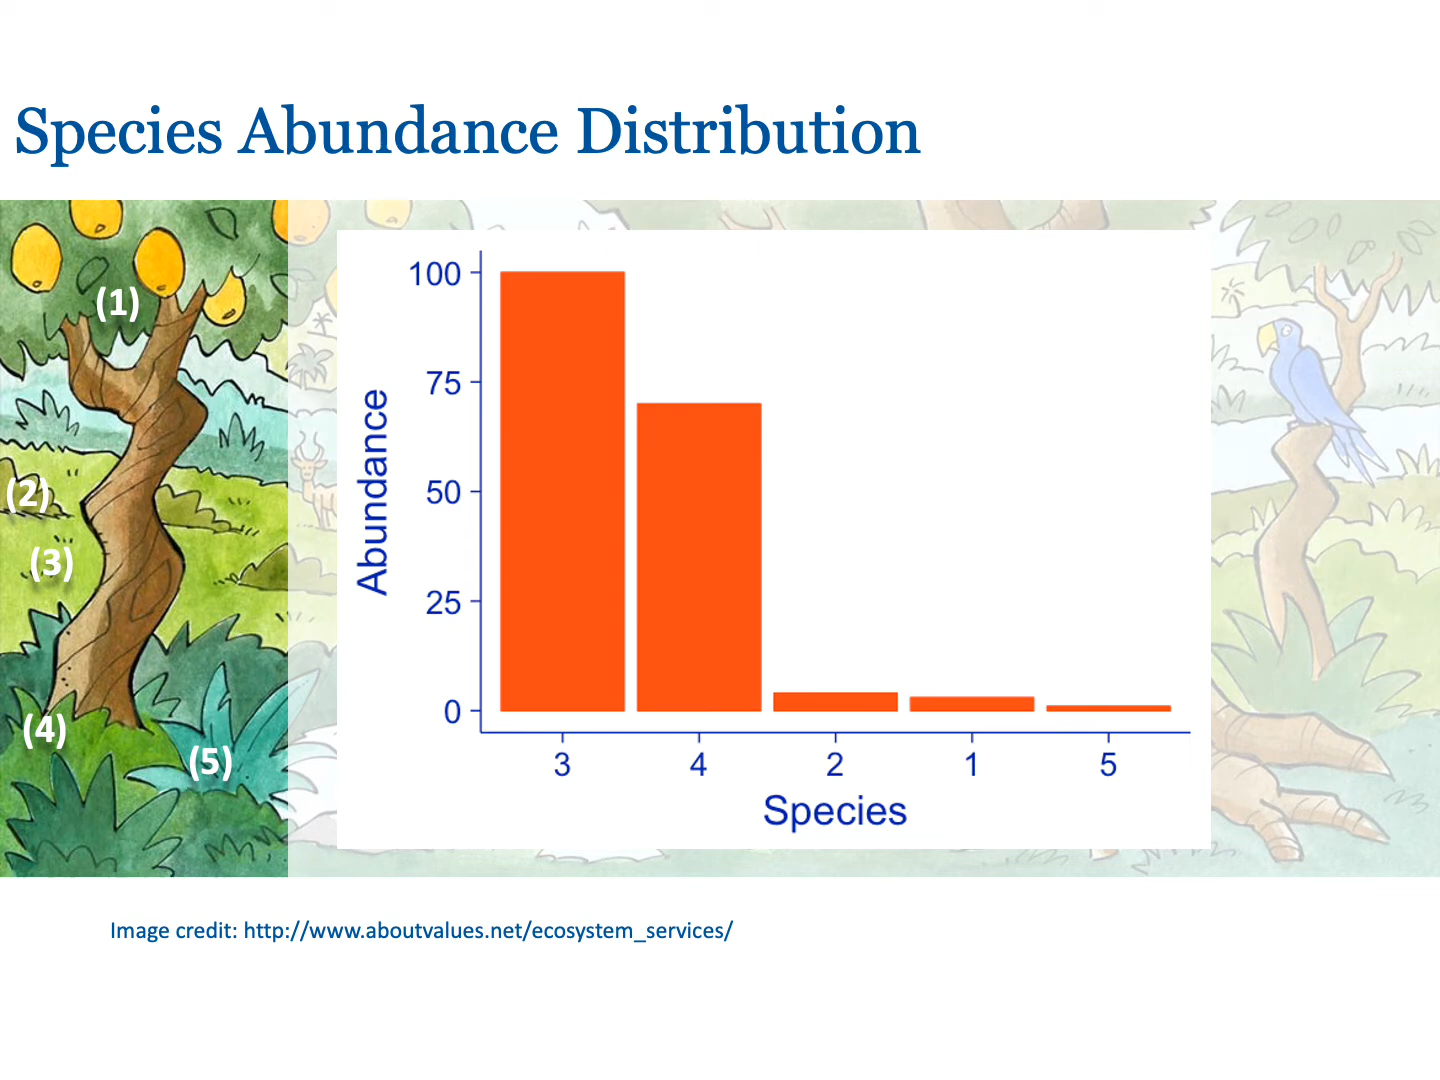 Species Abundance Distribution
(1)
(2)
(3)
(4)
(5)
100
75
50
25
0
Abundance
3 4 2 1 5
Species
Image credit: http://www.aboutvalues.net/ecosystem_services/